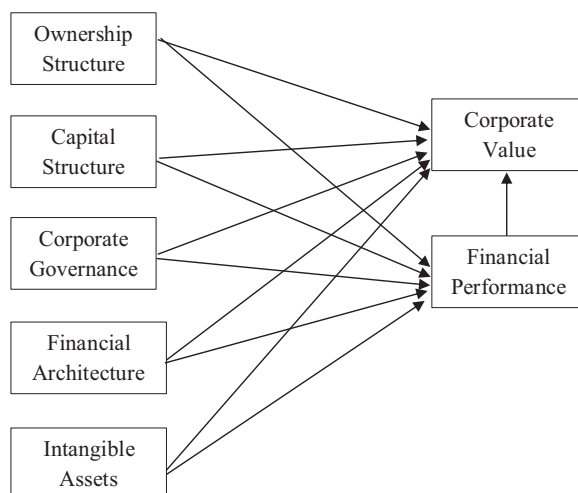 Ownership
Structure
Capital
Structure
Corporate
Governance
Financial
Architecture
Intangible
Assets
Corporate
Value
Financial
Performance